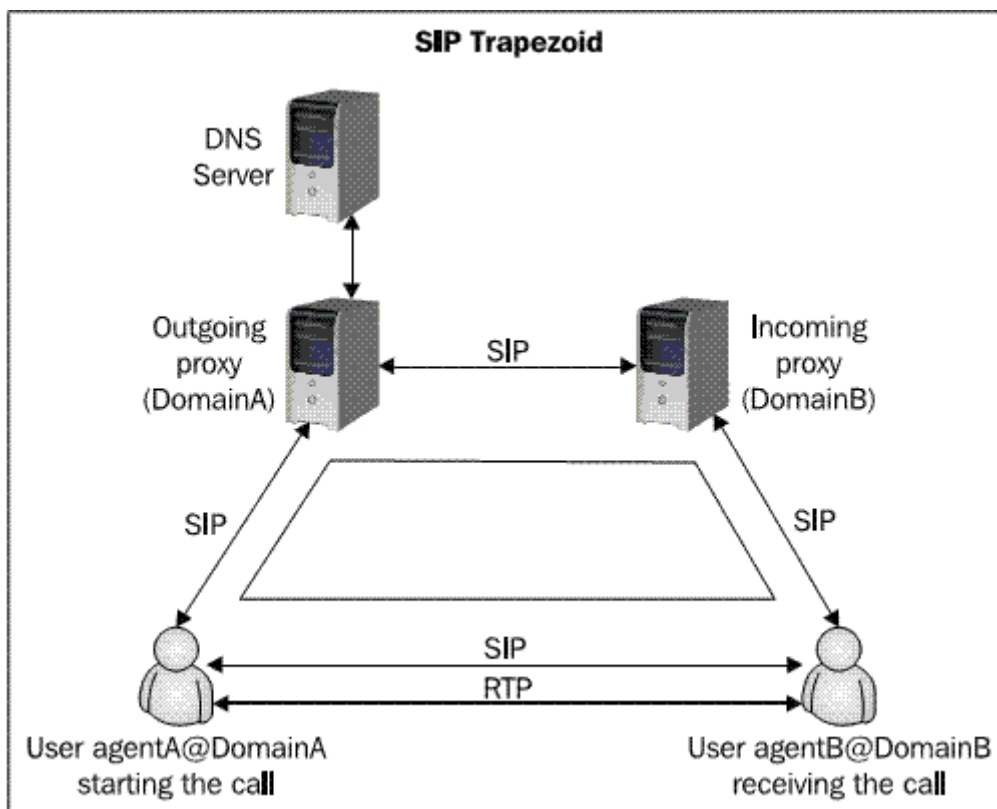 SIP Trapezoid
DNS
Server
Outgoing
proxy
(DomainA)
SIP
Incoming
proxy
(DomainB)
SIP
SIP
SIP
RTP
User agentA@DomainA
starting the call
User agentB@DomainB
receiving the call